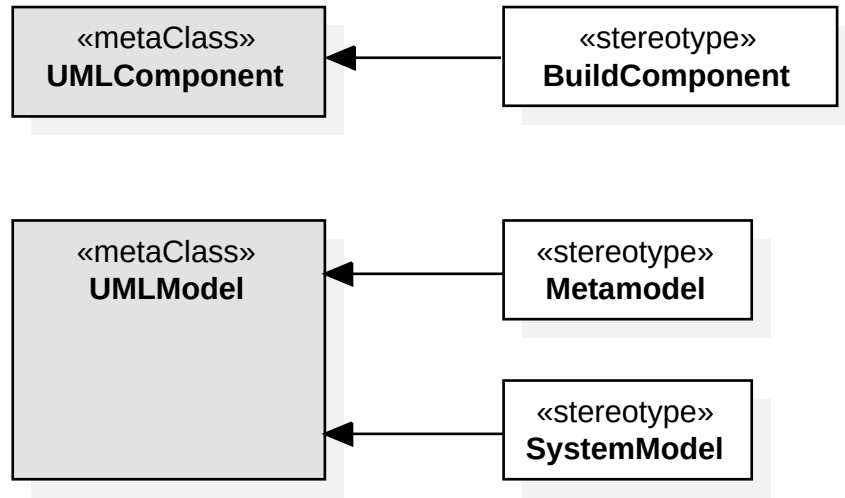 «metaClass»
UMLComponent
«stereotype»
BuildComponent
«metaClass»
UMLModel
«stereotype»
Metamodel
«stereotype»
SystemModel